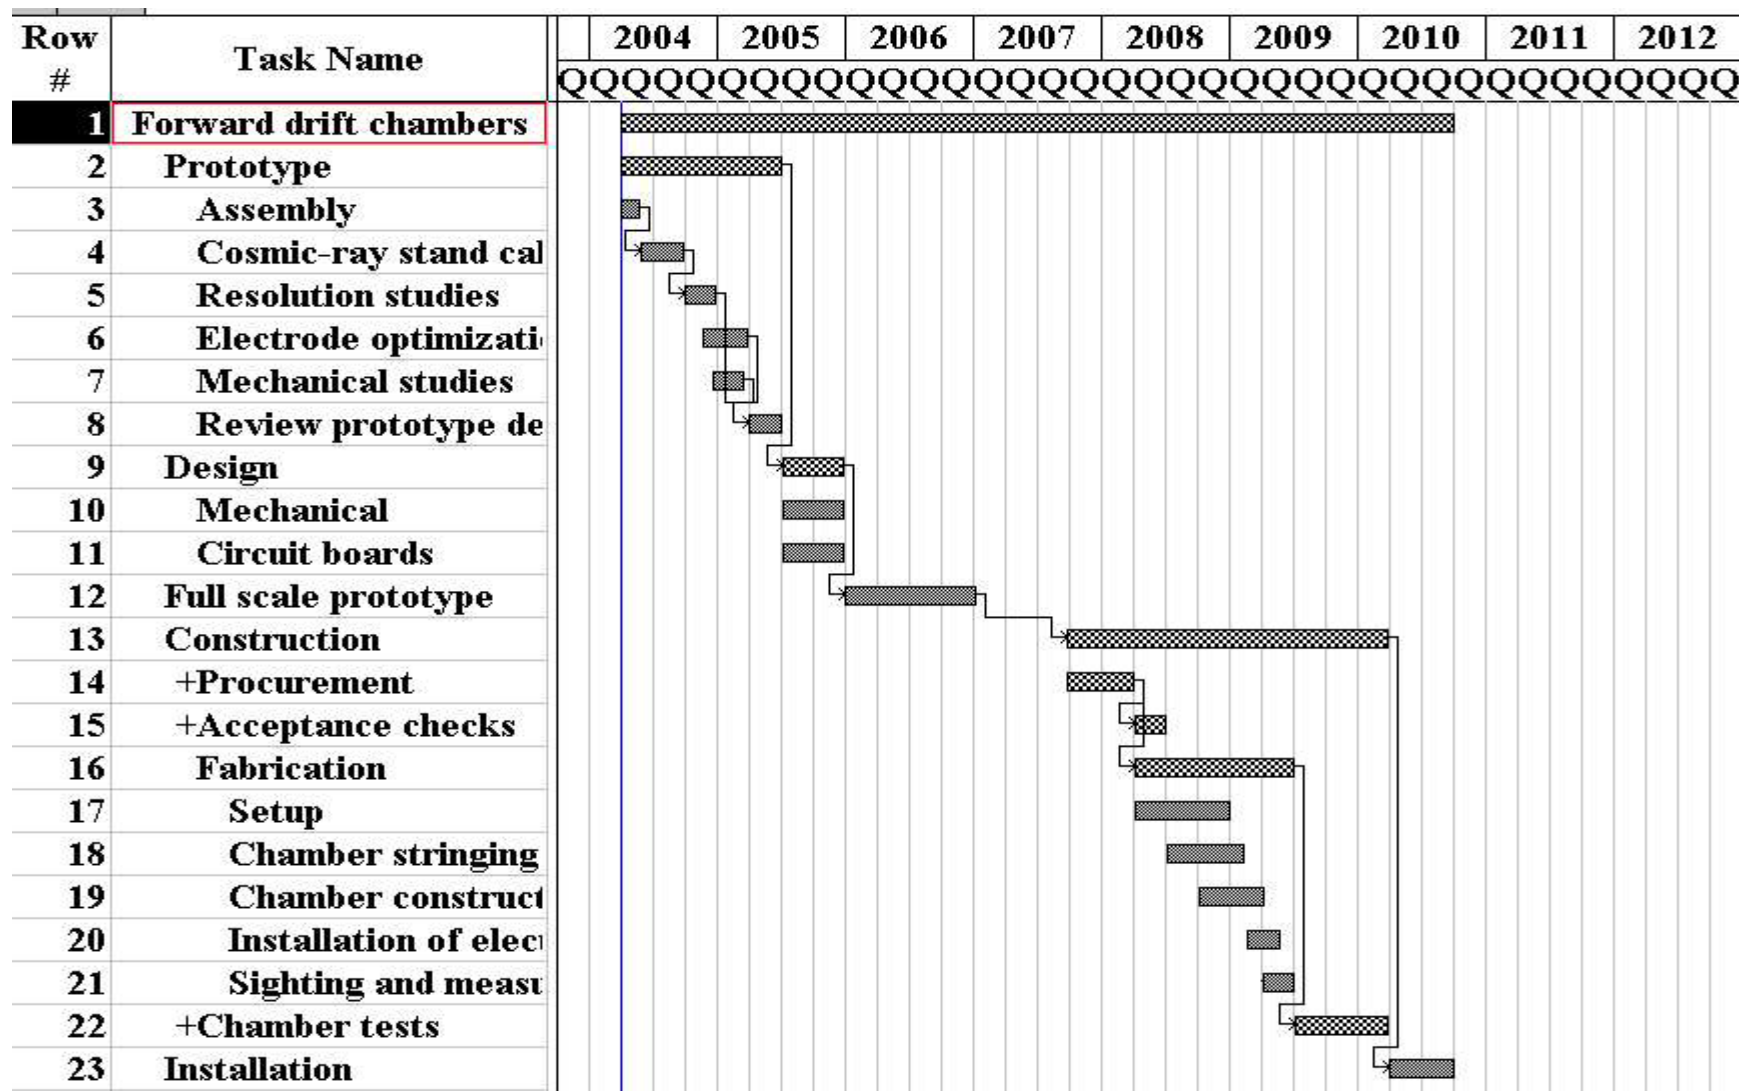 Row # Task Name 2004 2005 2006 2007 2008 2009 2010 2011 2012
QQQQQQQQQQQQQQQQQQQQQQQQQQQQQQQQQQQQQ
1 Forward drift chambers
2 Prototype
3 Assembly
4 Cosmic-ray stand cal
5 Resolution studies
6 Electrode optimizati
7 Mechanical studies
8 Review prototype de
9 Design
10 Mechanical
11 Circuit boards
12 Full scale prototype
13 Construction
14 +Procurement
15 +Acceptance checks
16 Fabrication
17 Setup
18 Chamber stringing
19 Chamber construct
20 Installation of elec
21 Sighting and measu
22 +Chamber tests
23 Installation